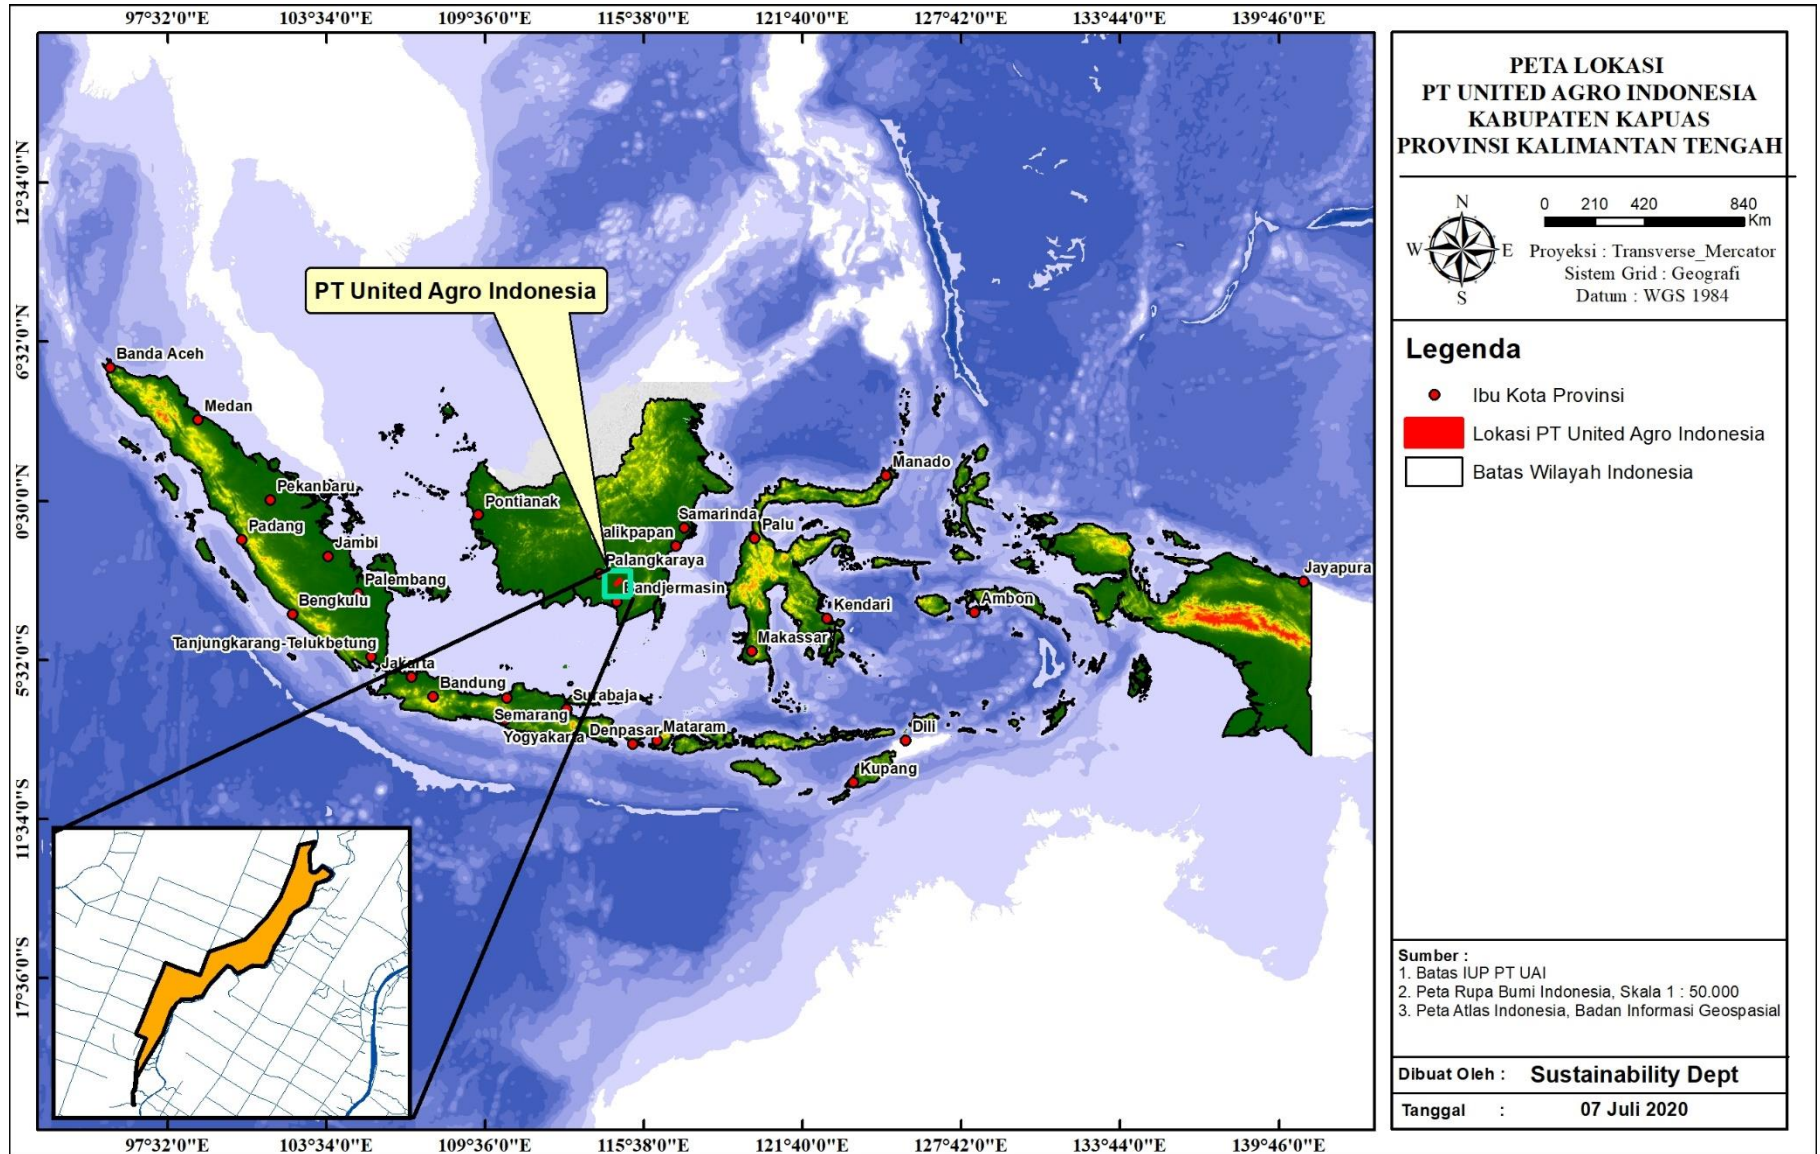 97°32'0"E 103°34'0"E 109°36'0"E 115°38'0"E 121°40'0"E 127°42'0"E 133°44'0"E 139°46'0"E
12°34'0"N
6°32'0"N
0°30'0"N
5°32'0"S
11°34'0"S
17°36'0"S
PT United Agro Indonesia
Banda Aceh
Medan
Pekanbaru
Padang
Jambi
Palembang
Bengkulu
Tanjungkarang-Telukbetung
Jakarta
Bandung
Semarang
Yogyakarta
Surabaja
Denpasar
Mataram
Pontianak
Samarinda
alikpapan
Palangkaraya
Bandjermasin
Manado
Palu
Kendari
Makassar
Ambon
Jayapura
Dili
Kupang
97°32'0"E 103°34'0"E 109°36'0"E 115°38'0"E 121°40'0"E 127°42'0"E 133°44'0"E 139°46'0"E
PETA LOKASI
PT UNITED AGRO INDONESIA
KABUPATEN KAPUAS
PROVINSI KALIMANTAN TENGAH
N
W E
S
0 210 420 840
Km
Proyeksi : Transverse_Mercator
Sistem Grid : Geografi
Datum : WGS 1984
Legenda
Ibu Kota Provinsi
Lokasi PT United Agro Indonesia
Batas Wilayah Indonesia
Sumber :
1. Batas IUP PT UAI
2. Peta Rupa Bumi Indonesia, Skala 1 : 50.000
3. Peta Atlas Indonesia, Badan Informasi Geospasial
Dibuat Oleh : Sustainability Dept
Tanggal : 07 Juli 2020